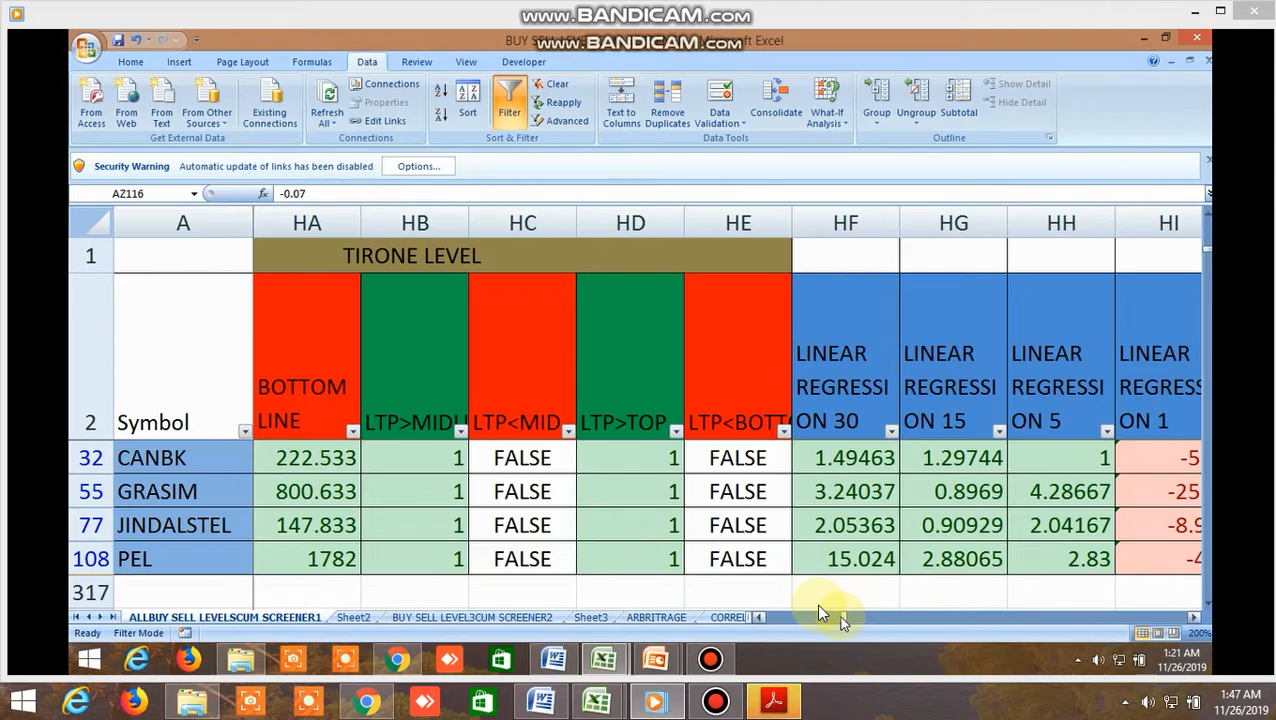 www.BANDICAM.com
BUY SELL LEV
Microsoft Excel
www.BANDICAM.com
Home Insert Page Layout Formulas Data Review View Developer
From Access
From Web
From Text
From Other Sources
Existing Connections
Get External Data
Refresh All
Connections
Properties
Edit Links
Connections
Sort
Filter
Clear
Reapply
Advanced
Sort & Filter
Text to Columns
Remove Duplicates
Data Validation
Consolidate
What-If Analysis
Data Tools
Group
Ungroup
Subtotal
Show Detail
Hide Detail
Outline
Security Warning Automatic update of links has been disabled Options...
AZ116 fx -0.07
A HA HB HC HD HE HF HG HH HI
1 TIRONE LEVEL
2 Symbol
BOTTOM LINE
LTP>MIDL
LTP<MID
LTP>TOP
LTP<BOTT
LINEAR REGRESSI ON 30
LINEAR REGRESSI ON 15
LINEAR REGRESSI ON 5
LINEAR REGRESS ON 1
32 CANBK 222.533 1 FALSE 1 FALSE 1.49463 1.29744 1 -5
55 GRASIM 800.633 1 FALSE 1 FALSE 3.24037 0.8969 4.28667 -25
77 JINDALSTEL 147.833 1 FALSE 1 FALSE 2.05363 0.90929 2.04167 -8.9
108 PEL 1782 1 FALSE 1 FALSE 15.024 2.88065 2.83 -4
317
ALLBUY SELL LEVELSCUM SCREENER1 Sheet2 BUY SELL LEVEL3CUM SCREENER2 Sheet3 ARBRITRAGE CORREL
Ready Filter Mode 200%
1:21 AM
11/26/2019
1:47 AM
11/26/2019